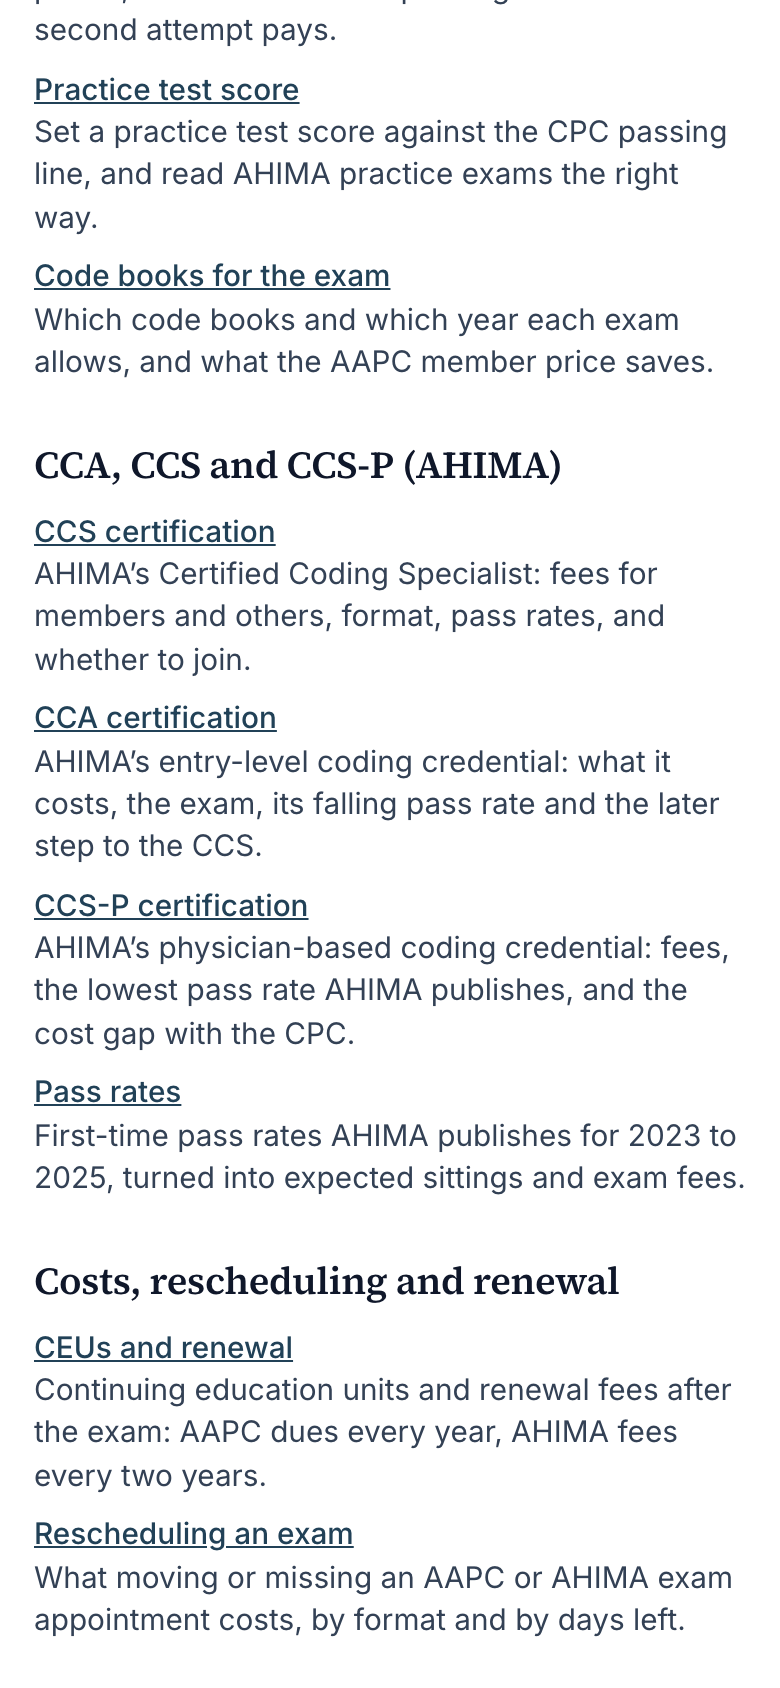 second attempt pays.
Practice test score
Set a practice test score against the CPC passing
line, and read AHIMA practice exams the right
way.
Code books for the exam
Which code books and which year each exam
allows, and what the AAPC member price saves.
CCA, CCS and CCS-P (AHIMA)
CCS certification
AHIMA’s Certified Coding Specialist: fees for
members and others, format, pass rates, and
whether to join.
CCA certification
AHIMA’s entry-level coding credential: what it
costs, the exam, its falling pass rate and the later
step to the CCS.
CCS-P certification
AHIMA’s physician-based coding credential: fees,
the lowest pass rate AHIMA publishes, and the
cost gap with the CPC.
Pass rates
First-time pass rates AHIMA publishes for 2023 to
2025, turned into expected sittings and exam fees.
Costs, rescheduling and renewal
CEUs and renewal
Continuing education units and renewal fees after
the exam: AAPC dues every year, AHIMA fees
every two years.
Rescheduling an exam
What moving or missing an AAPC or AHIMA exam
appointment costs, by format and by days left.